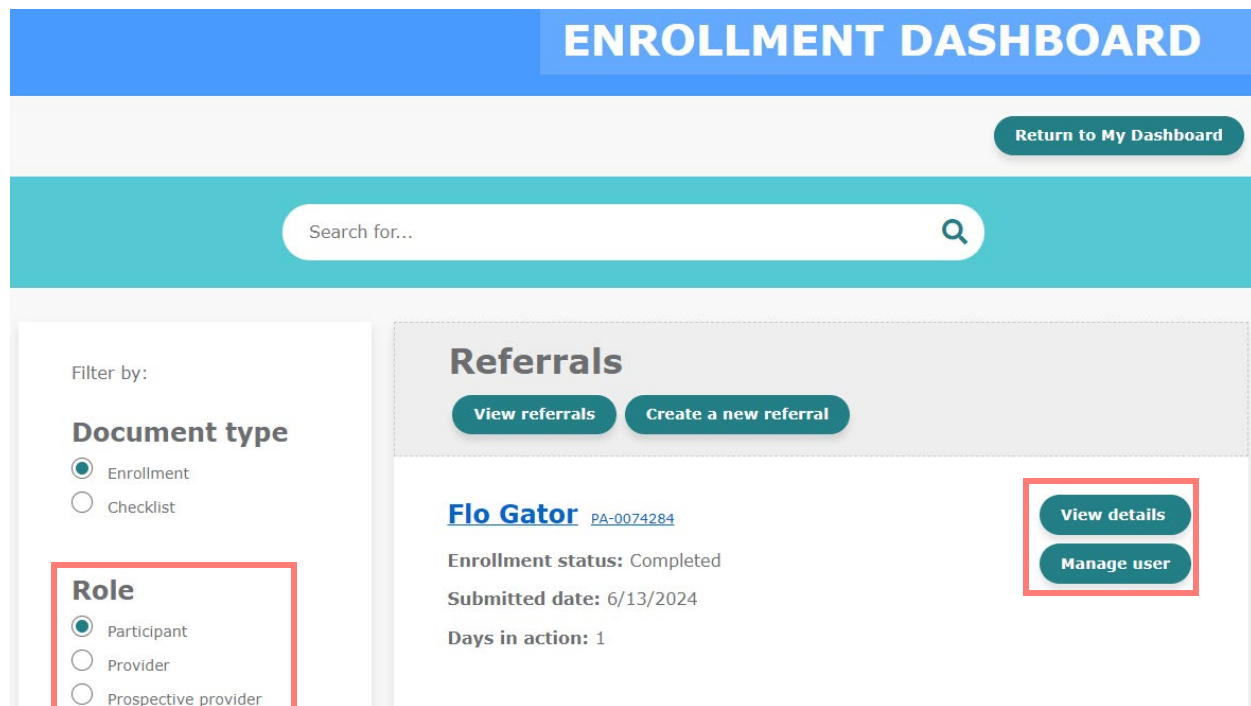 ENROLLMENT DASHBOARD
Return to My Dashboard
Search for...
Filter by:
Document type
Enrollment
Checklist
Role
Participant
Provider
Prospective provider
Referrals
View referrals Create a new referral
Flo Gator PA-0074284
Enrollment status: Completed
Submitted date: 6/13/2024
Days in action: 1
View details
Manage user